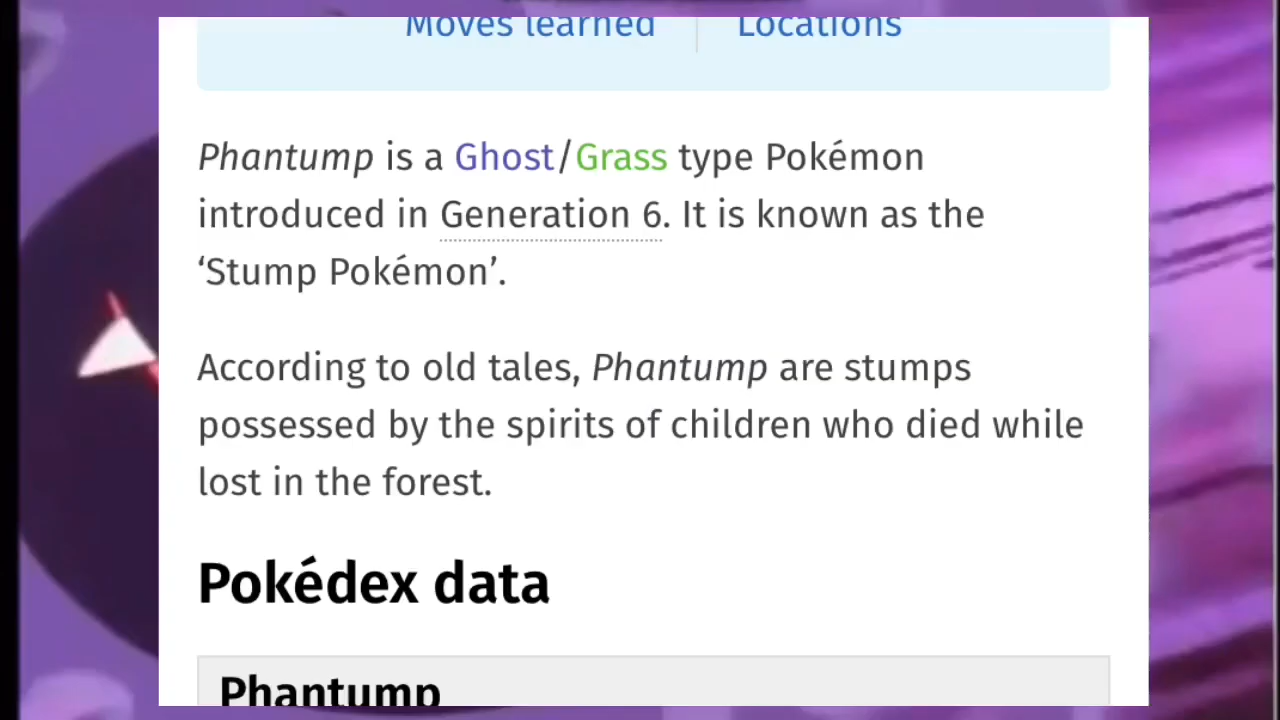 Moves learned
Locations
Phantump is a Ghost/Grass type Pokémon
introduced in Generation 6. It is known as the
‘Stump Pokémon’.
According to old tales, Phantump are stumps
possessed by the spirits of children who died while
lost in the forest.
Pokédex data
Phantump